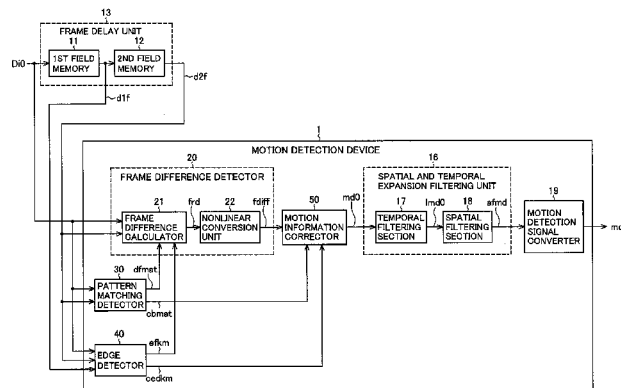 13
FRAME DELAY UNIT
11
12
1ST FIELD
MEMORY
2ND FIELD
MEMORY
Di0
d2f
d1f
1
MOTION DETECTION DEVICE
20
FRAME DIFFERENCE DETECTOR
21
22
FRAME
DIFFERENCE
CALCULATOR
frd
NONLINEAR
CONVERSION
UNIT
fdiff
50
MOTION
INFORMATION
CORRECTOR
md0
16
SPATIAL AND TEMPORAL
EXPANSION FILTERING UNIT
17
18
TEMPORAL
FILTERING
SECTION
lmd0
SPATIAL
FILTERING
SECTION
afmd
19
MOTION
DETECTION
SIGNAL
CONVERTER
md
30
PATTERN
MATCHING
DETECTOR
dfmat
cbmat
40
EDGE
DETECTOR
efkm
cedkm